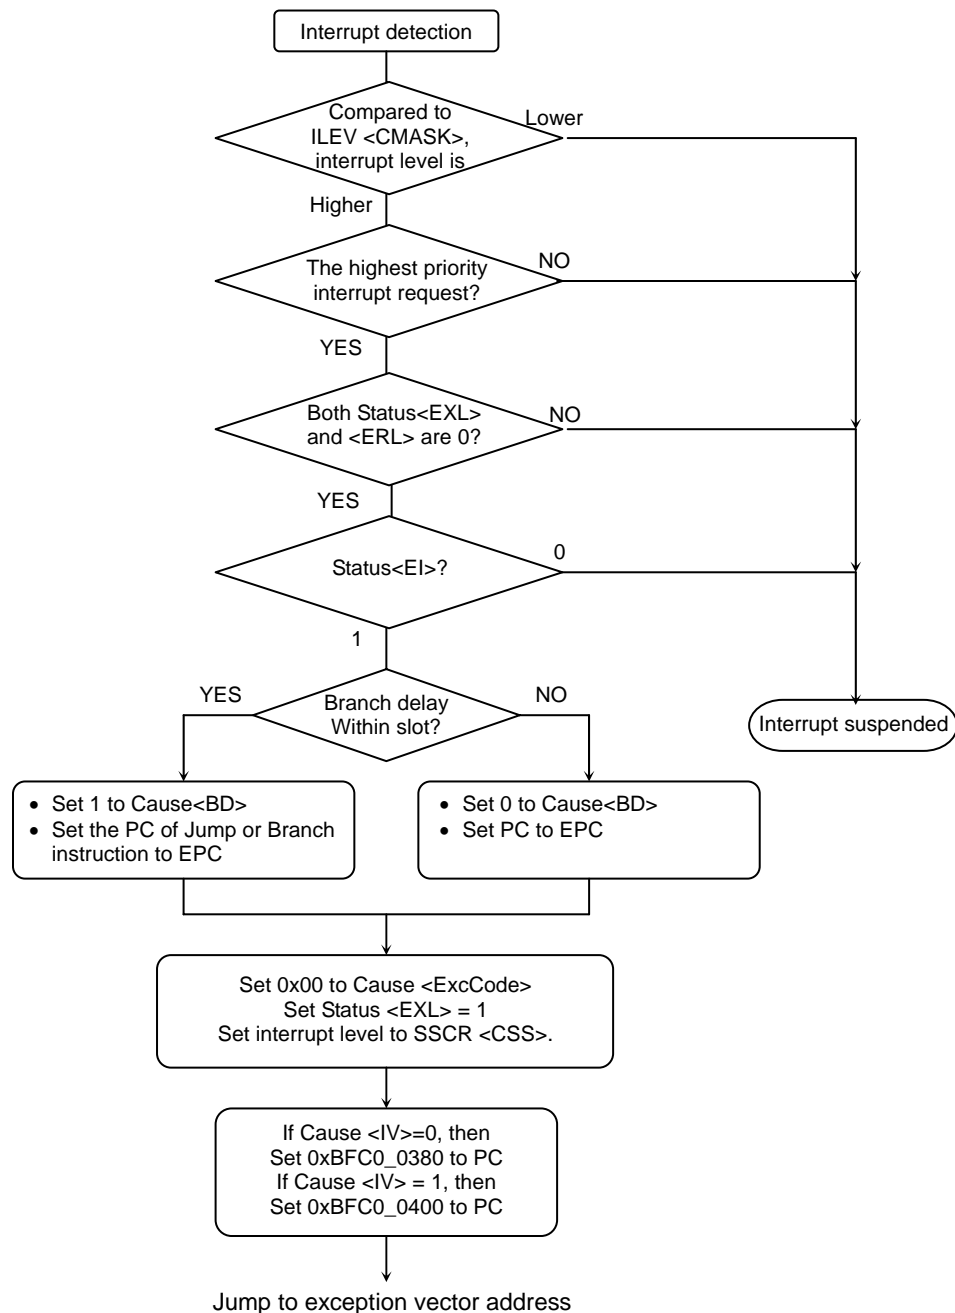 Interrupt detection
Compared to
ILEV <CMASK>,
interrupt level is
Lower
Higher
The highest priority
interrupt request?
NO
YES
Both Status<EXL>
and <ERL> are 0?
NO
YES
Status<EI>?
0
1
Branch delay
Within slot?
YES
NO
Interrupt suspended
• Set 1 to Cause<BD>
• Set the PC of Jump or Branch
instruction to EPC
• Set 0 to Cause<BD>
• Set PC to EPC
Set 0x00 to Cause <ExcCode>
Set Status <EXL> = 1
Set interrupt level to SSCR <CSS>.
If Cause <IV>=0, then
Set 0xBFC0_0380 to PC
If Cause <IV> = 1, then
Set 0xBFC0_0400 to PC
Jump to exception vector address